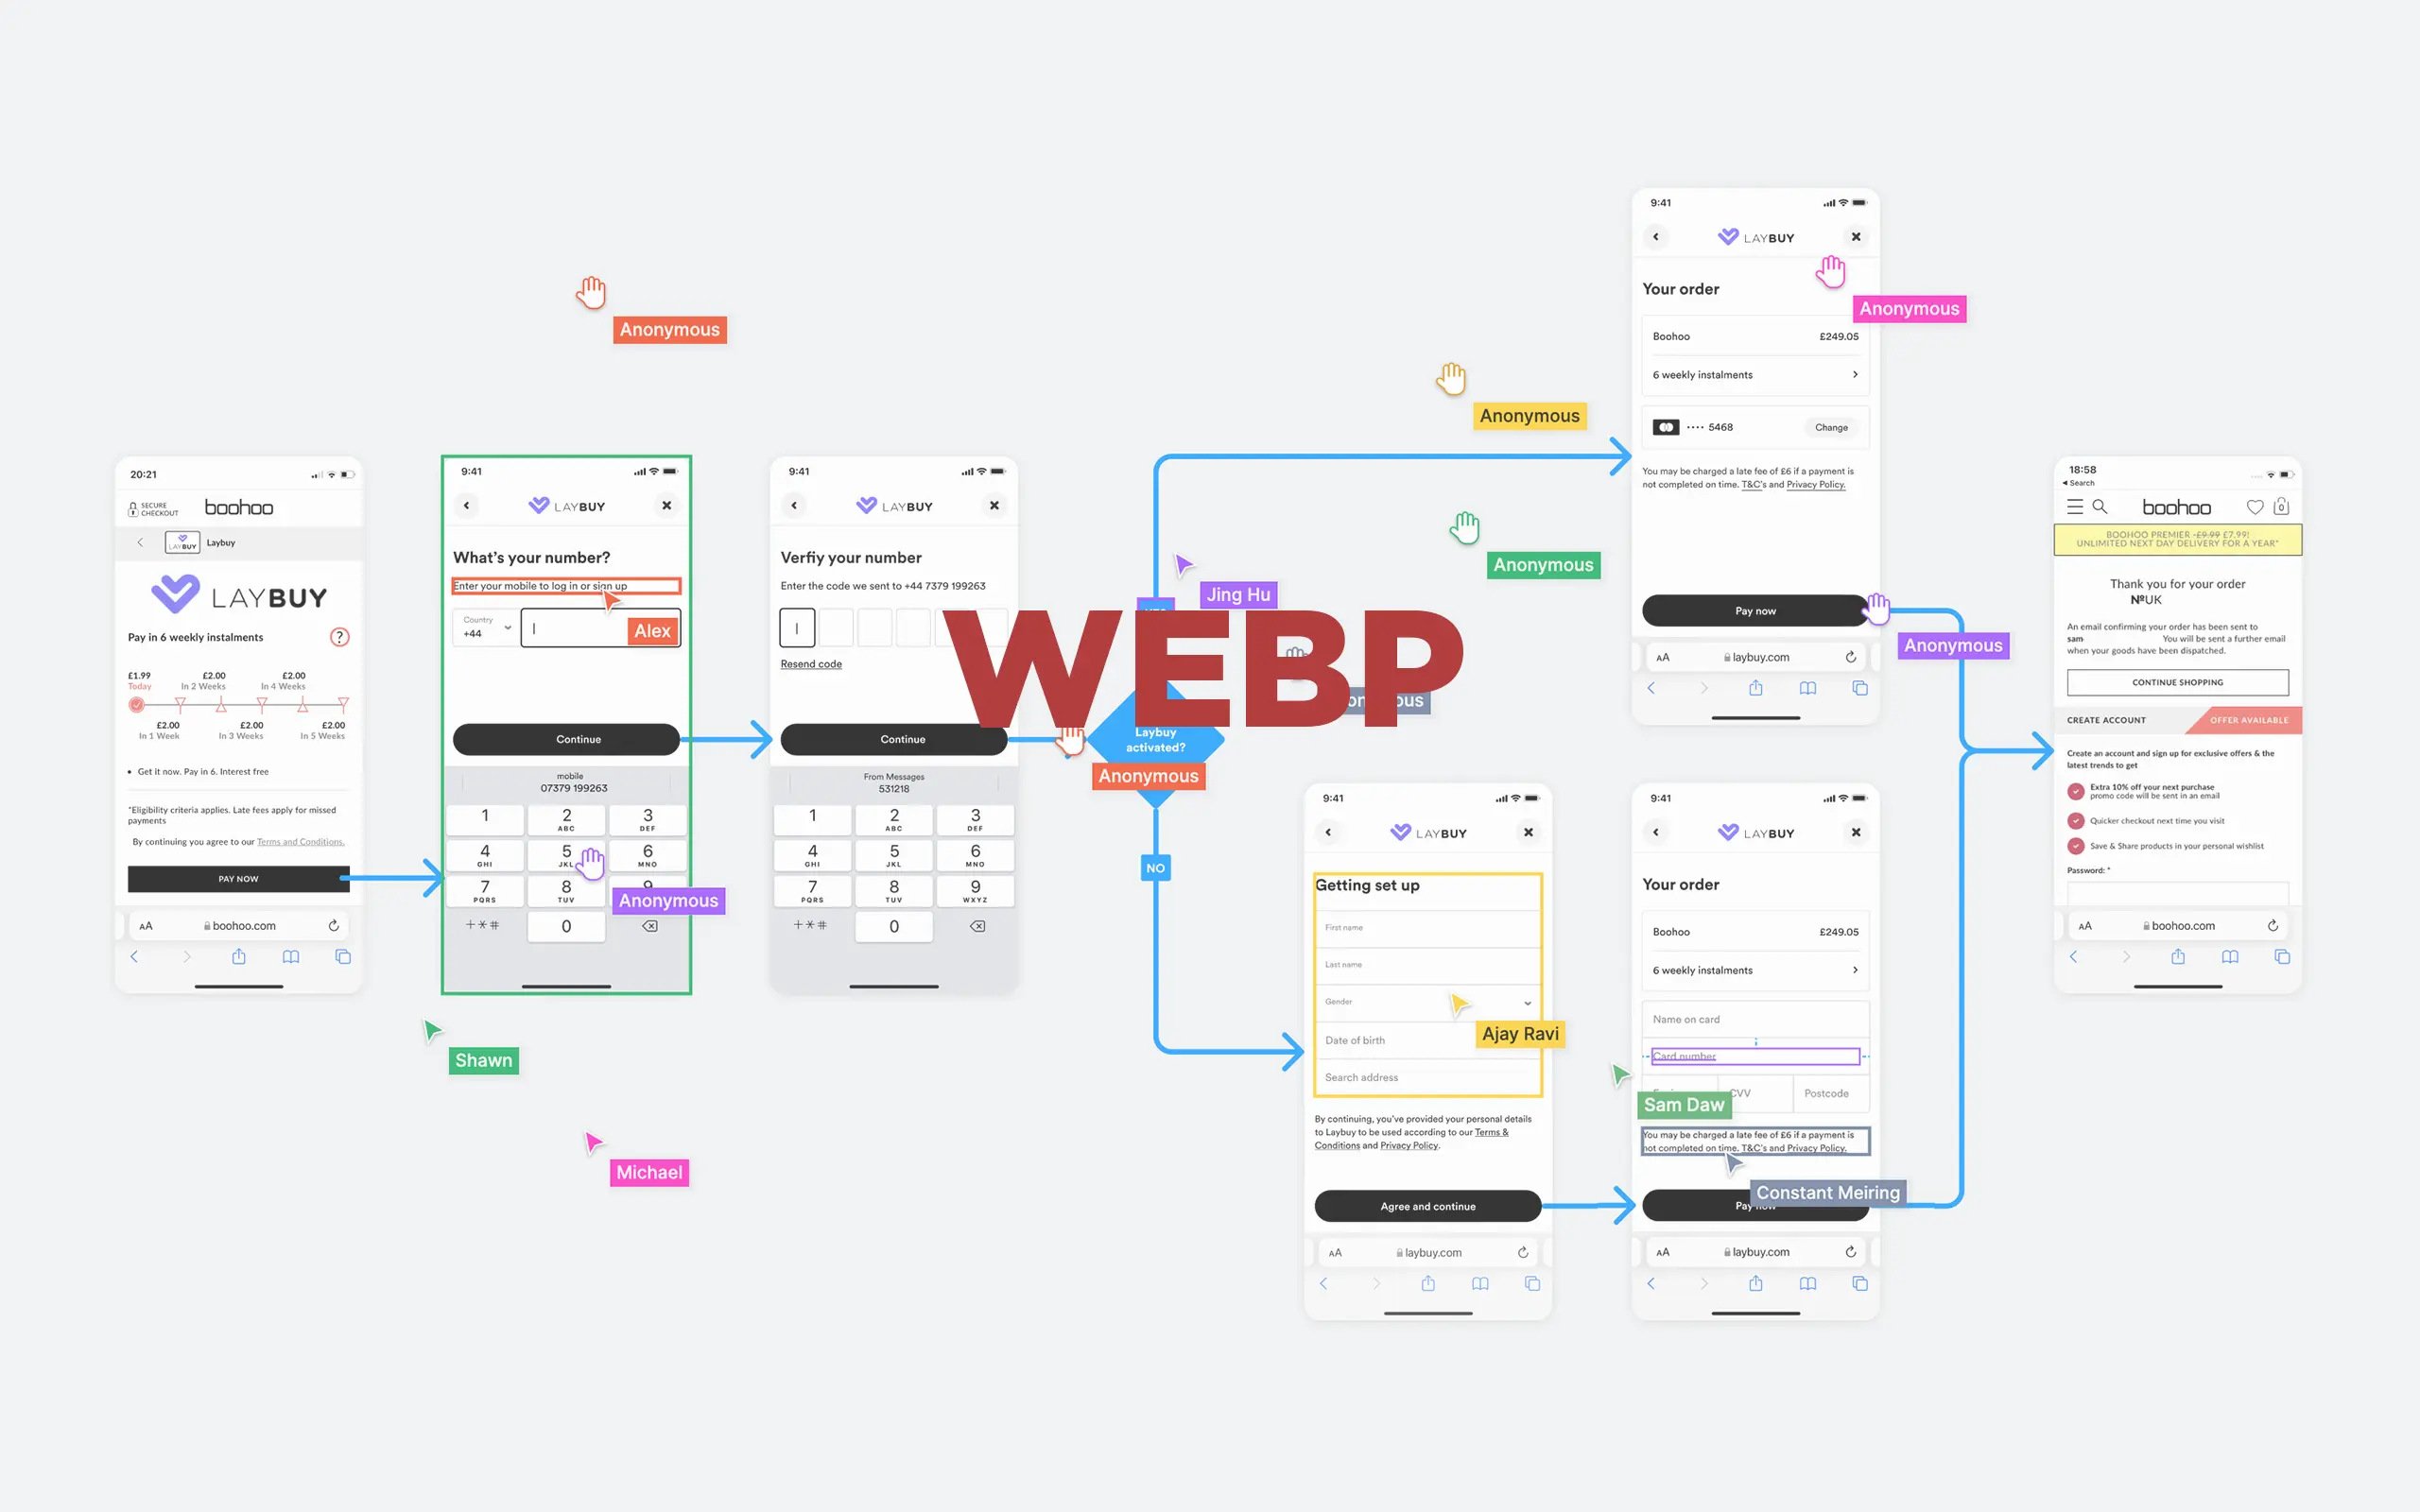 Anonymous
20:21
SECURE
CHECKOUT
boohoo
LAYBUY
Laybuy
LAYBUY
Pay in 6 weekly instalments
?
£1.99
Today
£2.00
In 2 Weeks
£2.00
In 4 Weeks
£2.00
In 1 Week
£2.00
In 3 Weeks
£2.00
In 5 Weeks
• Get it now. Pay in 6. Interest free
*Eligibility criteria applies. Late fees apply for missed
payments
By continuing you agree to our Terms and Conditions.
PAY NOW
AA
boohoo.com
9:41
LAYBUY
What's your number?
Enter your mobile to log in or sign up
Country
+44
Alex
Continue
mobile
07379 199263
1
2
ABC
3
DEF
4
GHI
5
JKL
6
MNO
7
PQRS
8
TUV
9
+*#
0
Anonymous
Shawn
Michael
9:41
LAYBUY
Verfiy your number
Enter the code we sent to +44 7379 199263
Resend code
Continue
From Messages
531218
1
2
ABC
3
DEF
4
GHI
5
JKL
6
MNO
7
PQRS
8
TUV
9
WXYZ
+*#
0
WEBP
Laybuy
activated?
Anonymous
NO
Jing Hu
Anonymous
Anonymous
9:41
LAYBUY
Anonymous
Your order
Boohoo
£249.05
6 weekly instalments
•••• 5468
Change
You may be charged a late fee of £6 if a payment is
not completed on time. T&C's and Privacy Policy.
Pay now
Anonymous
AA
laybuy.com
9:41
LAYBUY
Getting set up
First name
Last name
Gender
Date of birth
Search address
Ajay Ravi
By continuing, you've provided your personal details
to Laybuy to be used according to our Terms &
Conditions and Privacy Policy.
Agree and continue
AA
laybuy.com
9:41
LAYBUY
Your order
Boohoo
£249.05
6 weekly instalments
Name on card
Card number
CVV
Postcode
Sam Daw
You may be charged a late fee of £6 if a payment is
not completed on time. T&C's and Privacy Policy.
Constant Meiring
Pay now
AA
laybuy.com
18:58
Search
boohoo
0
BOOHOO PREMIER £9.99 £7.99!
UNLIMITED NEXT DAY DELIVERY FOR A YEAR*
Thank you for your order
NºUK
An email confirming your order has been sent to
sam
You will be sent a further email
when your goods have been dispatched.
CONTINUE SHOPPING
CREATE ACCOUNT
OFFER AVAILABLE
Create an account and sign up for exclusive offers & the
latest trends to get
Extra 10% off your next purchase
promo code will be sent in an email
Quicker checkout next time you visit
Save & Share products in your personal wishlist
Password: *
AA
boohoo.com